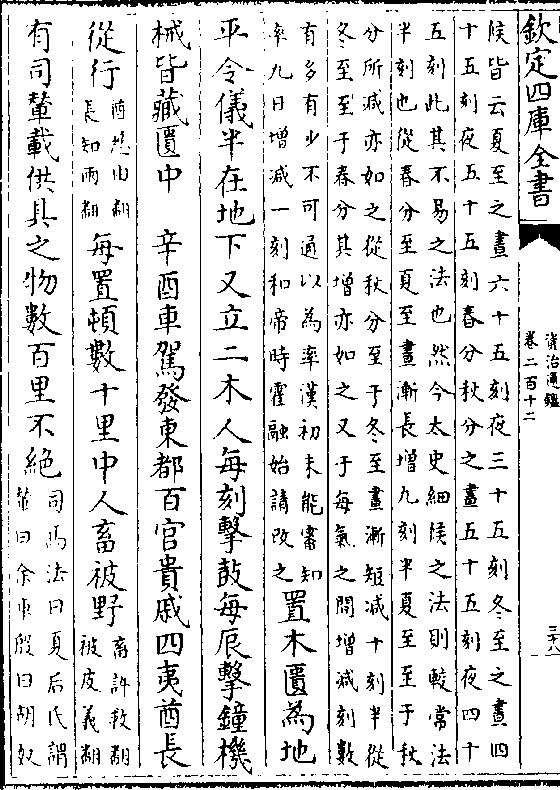 欽定四庫全書
資治通鑑
卷二百十二
三十八
候皆云夏至之晝六十五刻夜三十五刻冬至之晝四
十五刻夜五十五刻春分秋分之晝五十五刻夜四十
五刻此其不易之法也然今太史細候之法則較常法
半刻也從春分至夏至晝漸長增九刻半夏至至于秋
分所減亦如之從秋分至于冬至晝漸短減十刻半從
冬至至于春分其增亦如之又于每氣之間增減刻數
有多有少不可通以為率漢初未能審知
率九日增減一刻和帝時霍融始請改之
置木匱為地
平令儀半在地下又立二木人每刻擊鼓每辰擊鐘機
械皆藏匱中　辛酉車駕發東都百官貴戚四夷酋長
從行
酋慈由翻
長知兩翻
每置頓數十里中人畜被野
畜許救翻
被皮義翻
有司輦載供具之物數百里不絕
司馬法曰夏后氏謂
輦曰余車殷曰胡奴